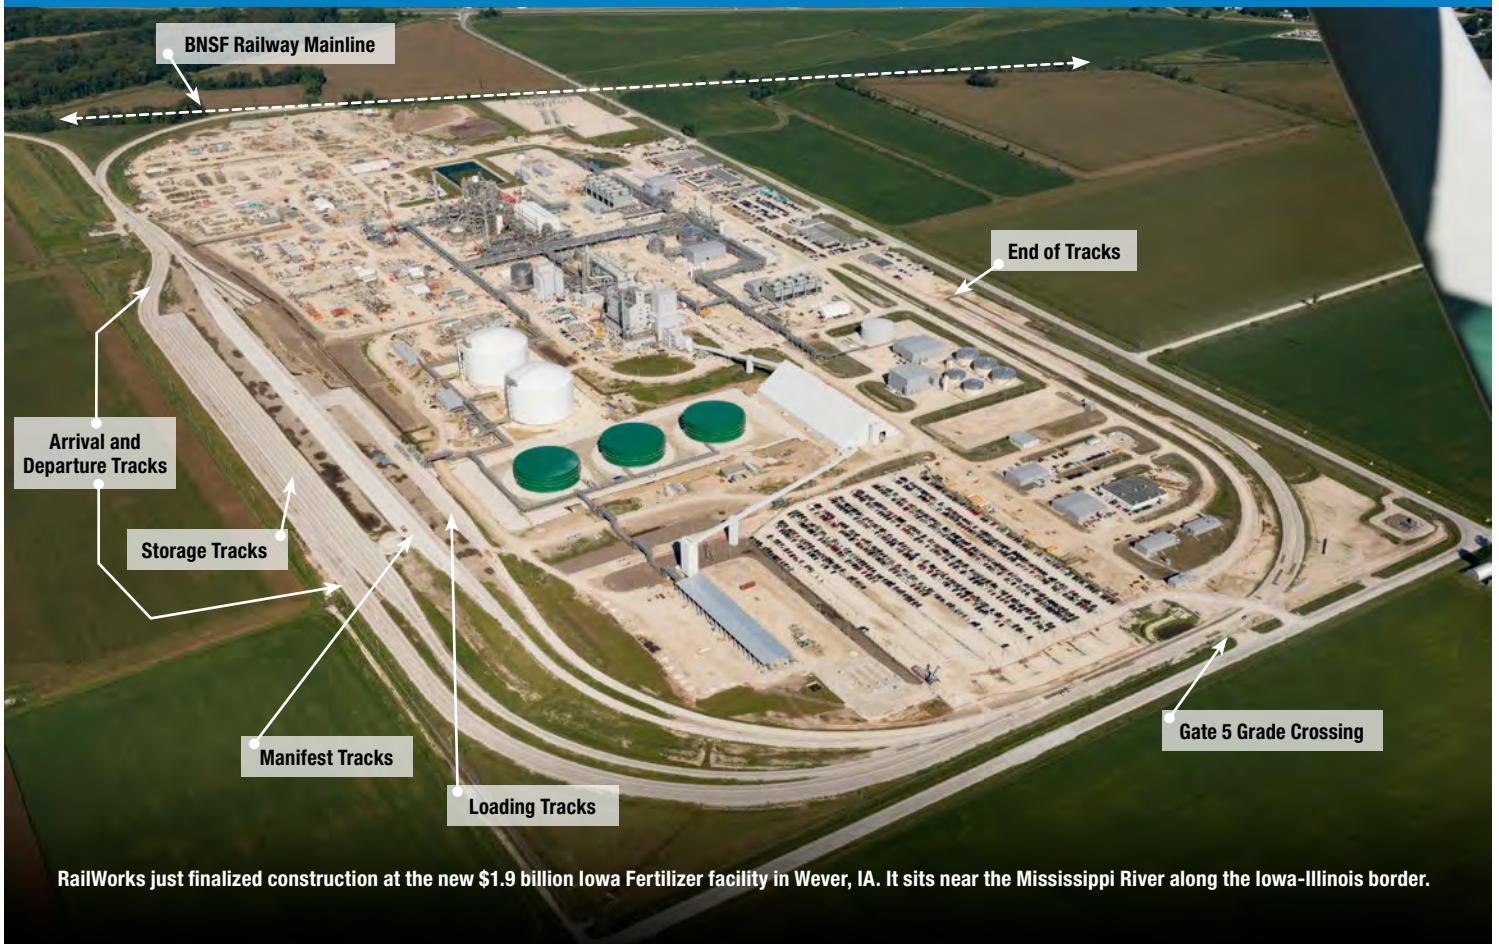 BNSF Railway Mainline
End of Tracks
Arrival and
Departure Tracks
Storage Tracks
Gate 5 Grade Crossing
Manifest Tracks
Loading Tracks
RailWorks just finalized construction at the new $1.9 billion Iowa Fertilizer facility in Wever, IA. It sits near the Mississippi River along the Iowa-Illinois border.